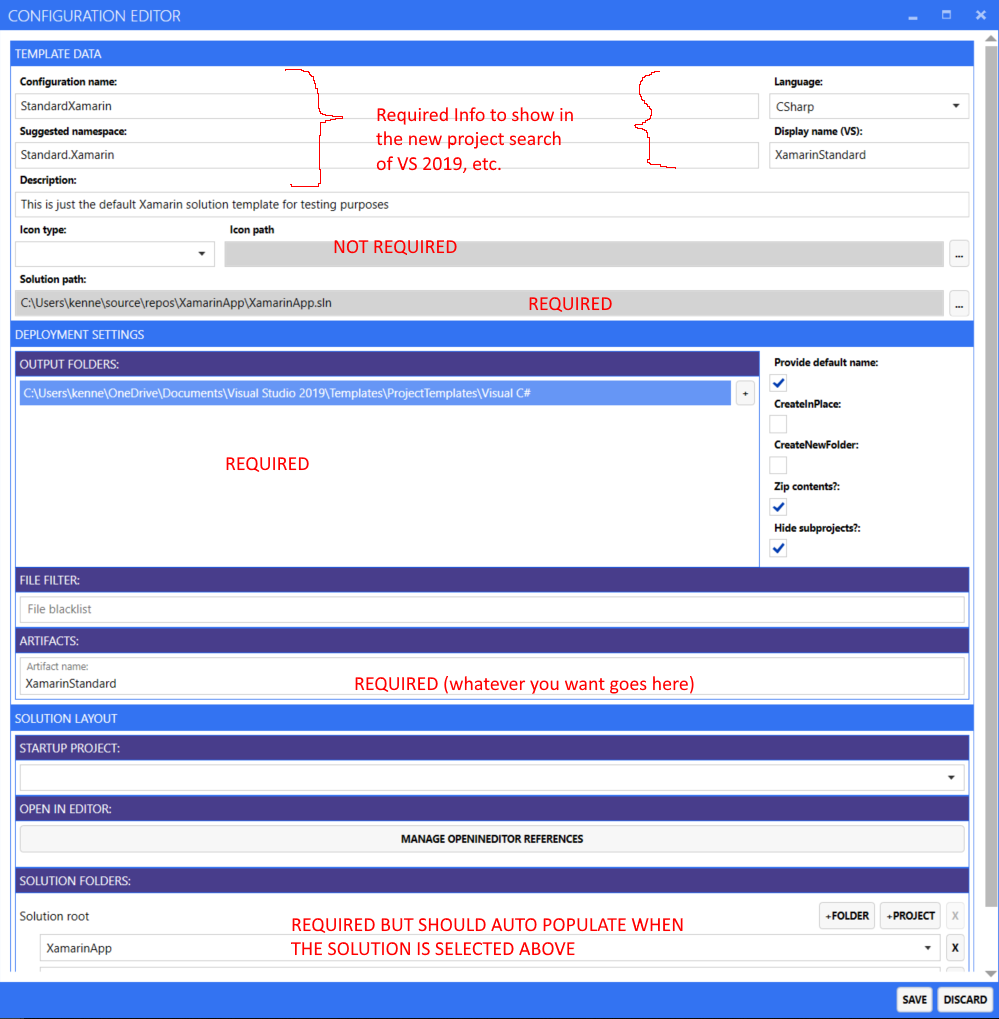 CONFIGURATION EDITOR
TEMPLATE DATA
Configuration name:
Language:
StandardXamarin
CSharp
Required Info to show in
the new project search
of VS 2019, etc.
Suggested namespace:
Display name (VS):
Standard.Xamarin
XamarinStandard
Description:
This is just the default Xamarin solution template for testing purposes
Icon type:
Icon path
NOT REQUIRED
...
Solution path:
C:\Users\kenne\source\repos\XamarinApp\XamarinApp.sln
REQUIRED
...
DEPLOYMENT SETTINGS
OUTPUT FOLDERS:
Provide default name:
C:\Users\kenne\OneDrive\Documents\Visual Studio 2019\Templates\ProjectTemplates\Visual C#
+
CreateInPlace:
CreateNewFolder:
REQUIRED
Zip contents?:
Hide subprojects?:
FILE FILTER:
File blacklist
ARTIFACTS:
Artifact name:
XamarinStandard
REQUIRED (whatever you want goes here)
SOLUTION LAYOUT
STARTUP PROJECT:
OPEN IN EDITOR:
MANAGE OPENINEDITOR REFERENCES
SOLUTION FOLDERS:
Solution root
+FOLDER
+PROJECT
X
REQUIRED BUT SHOULD AUTO POPULATE WHEN
THE SOLUTION IS SELECTED ABOVE
XamarinApp
X
SAVE
DISCARD